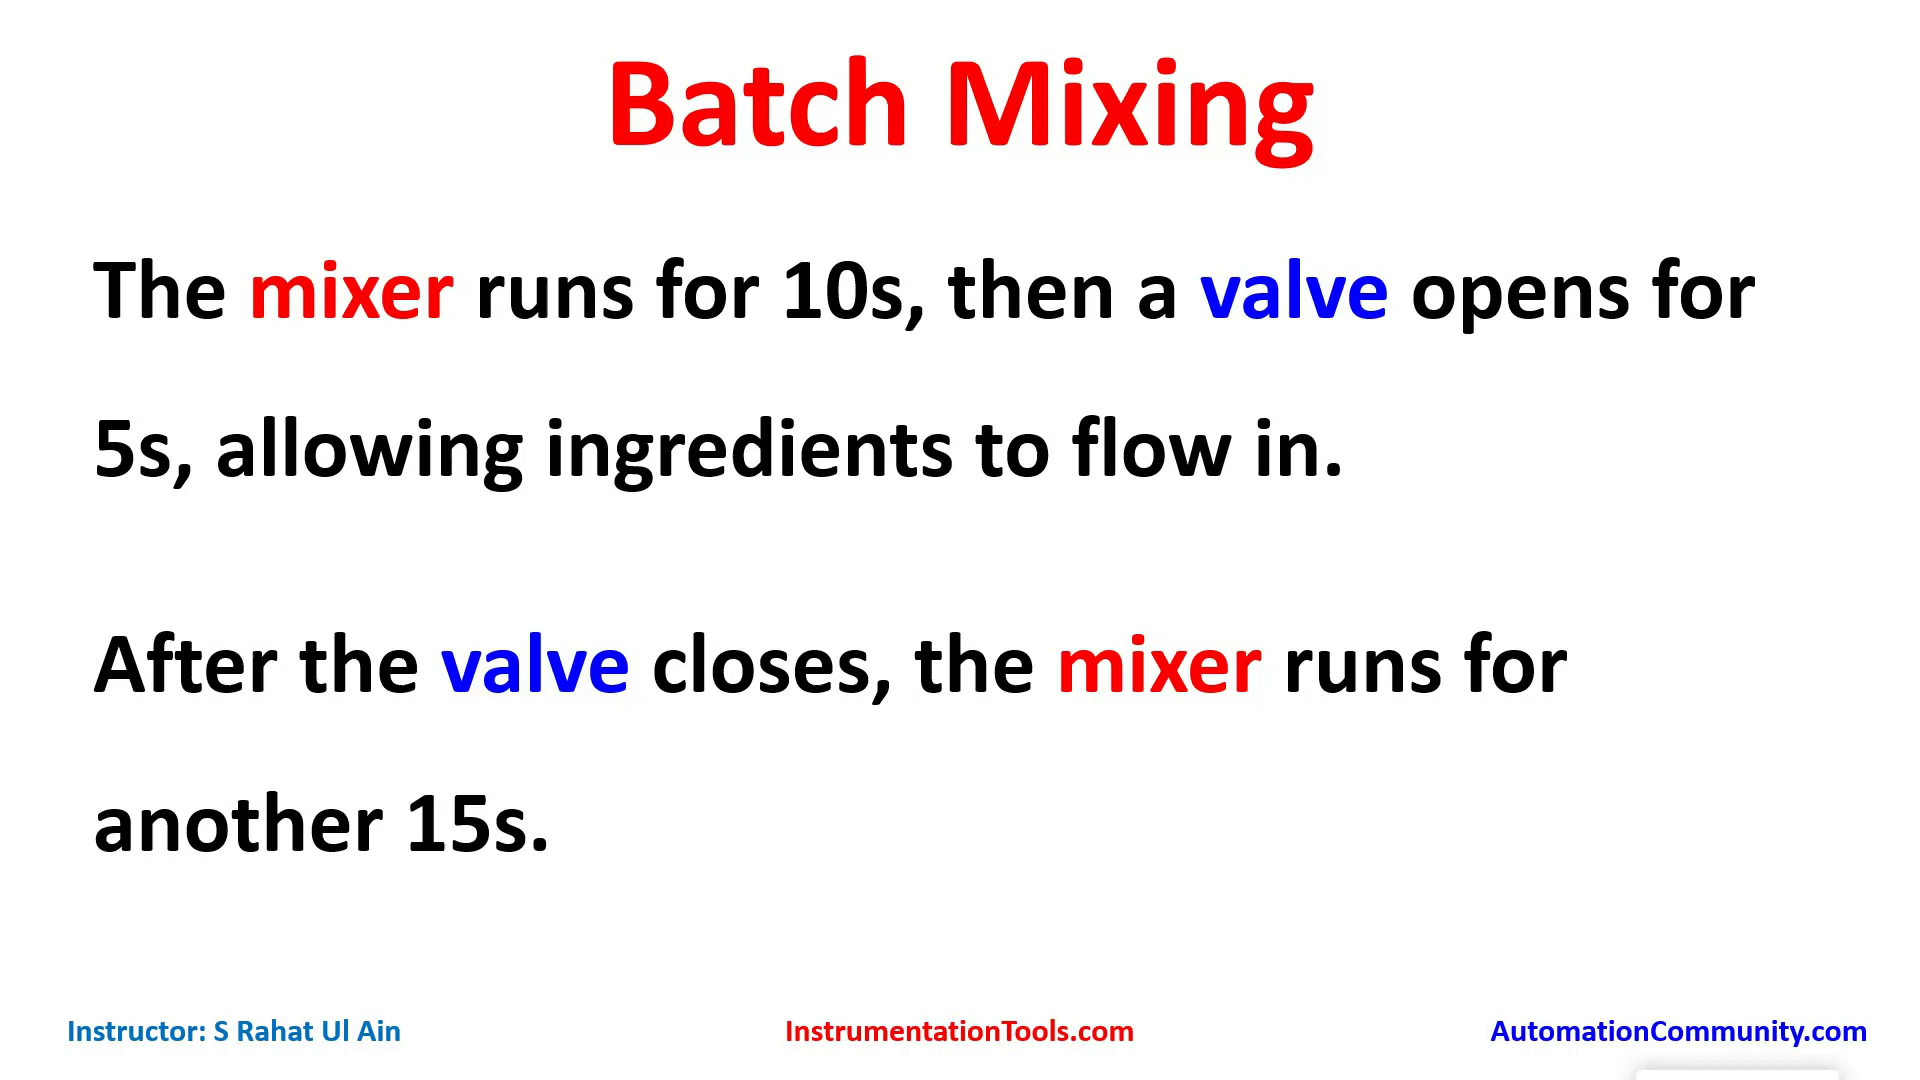 Batch Mixing
The mixer runs for 10s, then a valve opens for
5s, allowing ingredients to flow in.
After the valve closes, the mixer runs for
another 15s.
Instructor: S Rahat Ul Ain
InstrumentationTools.com
AutomationCommunity.com